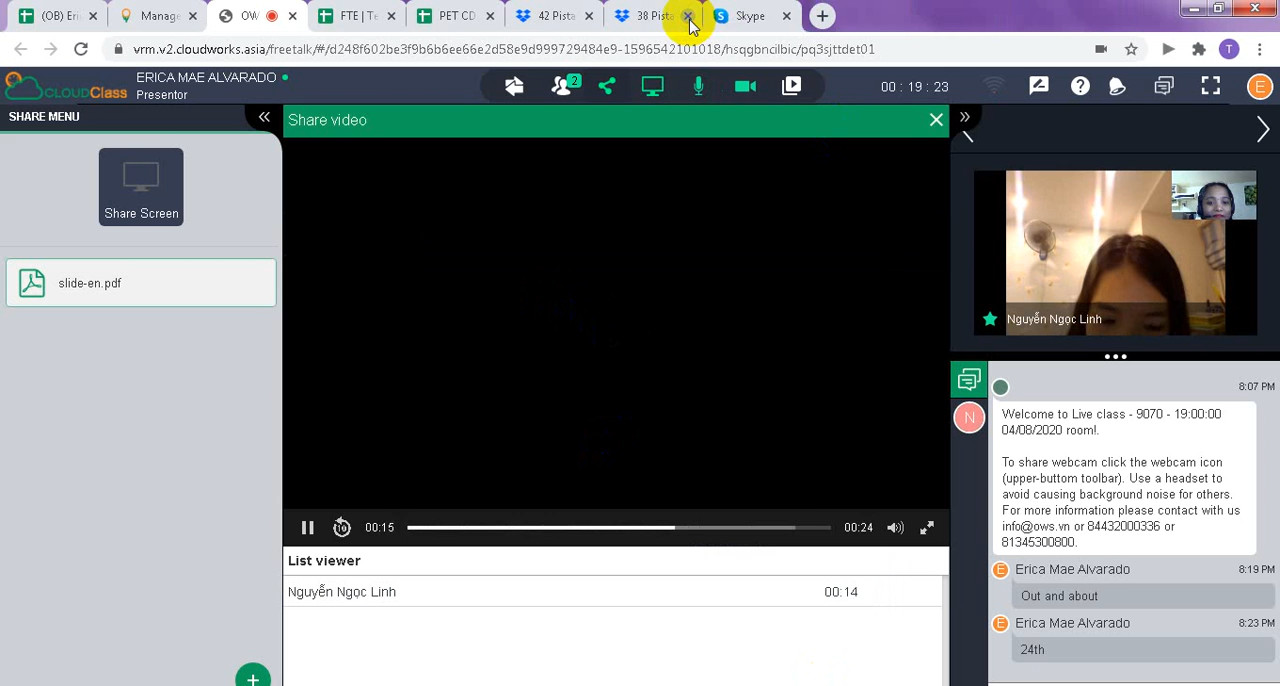 (OB) Eri
Manage
OW
FTE | Te
PET CD
42 Pista
38 Pista
Skype
vrm.v2.cloudworks.asia/freetalk/#/d248f602be3f9b6b6ee66e2d58e9d999729484e9-1596542101018/hsqgbncilbic/pq3sjttdet01
T
CLOUDCLASS
ERICA MAE ALVARADO
Presentor
2
00 : 19 : 23
E
SHARE MENU
Share video
Share Screen
slide-en.pdf
Nguyễn Ngọc Linh
10
00:15
00:24
List viewer
Nguyễn Ngọc Linh
00:14
N
8:07 PM
Welcome to Live class - 9070 - 19:00:00
04/08/2020 room!.
To share webcam click the webcam icon
(upper-buttom toolbar). Use a headset to
avoid causing background noise for others.
For more information please contact with us
info@ows.vn or 84432000336 or
81345300800.
E
Erica Mae Alvarado
8:19 PM
Out and about
E
Erica Mae Alvarado
8:23 PM
24th